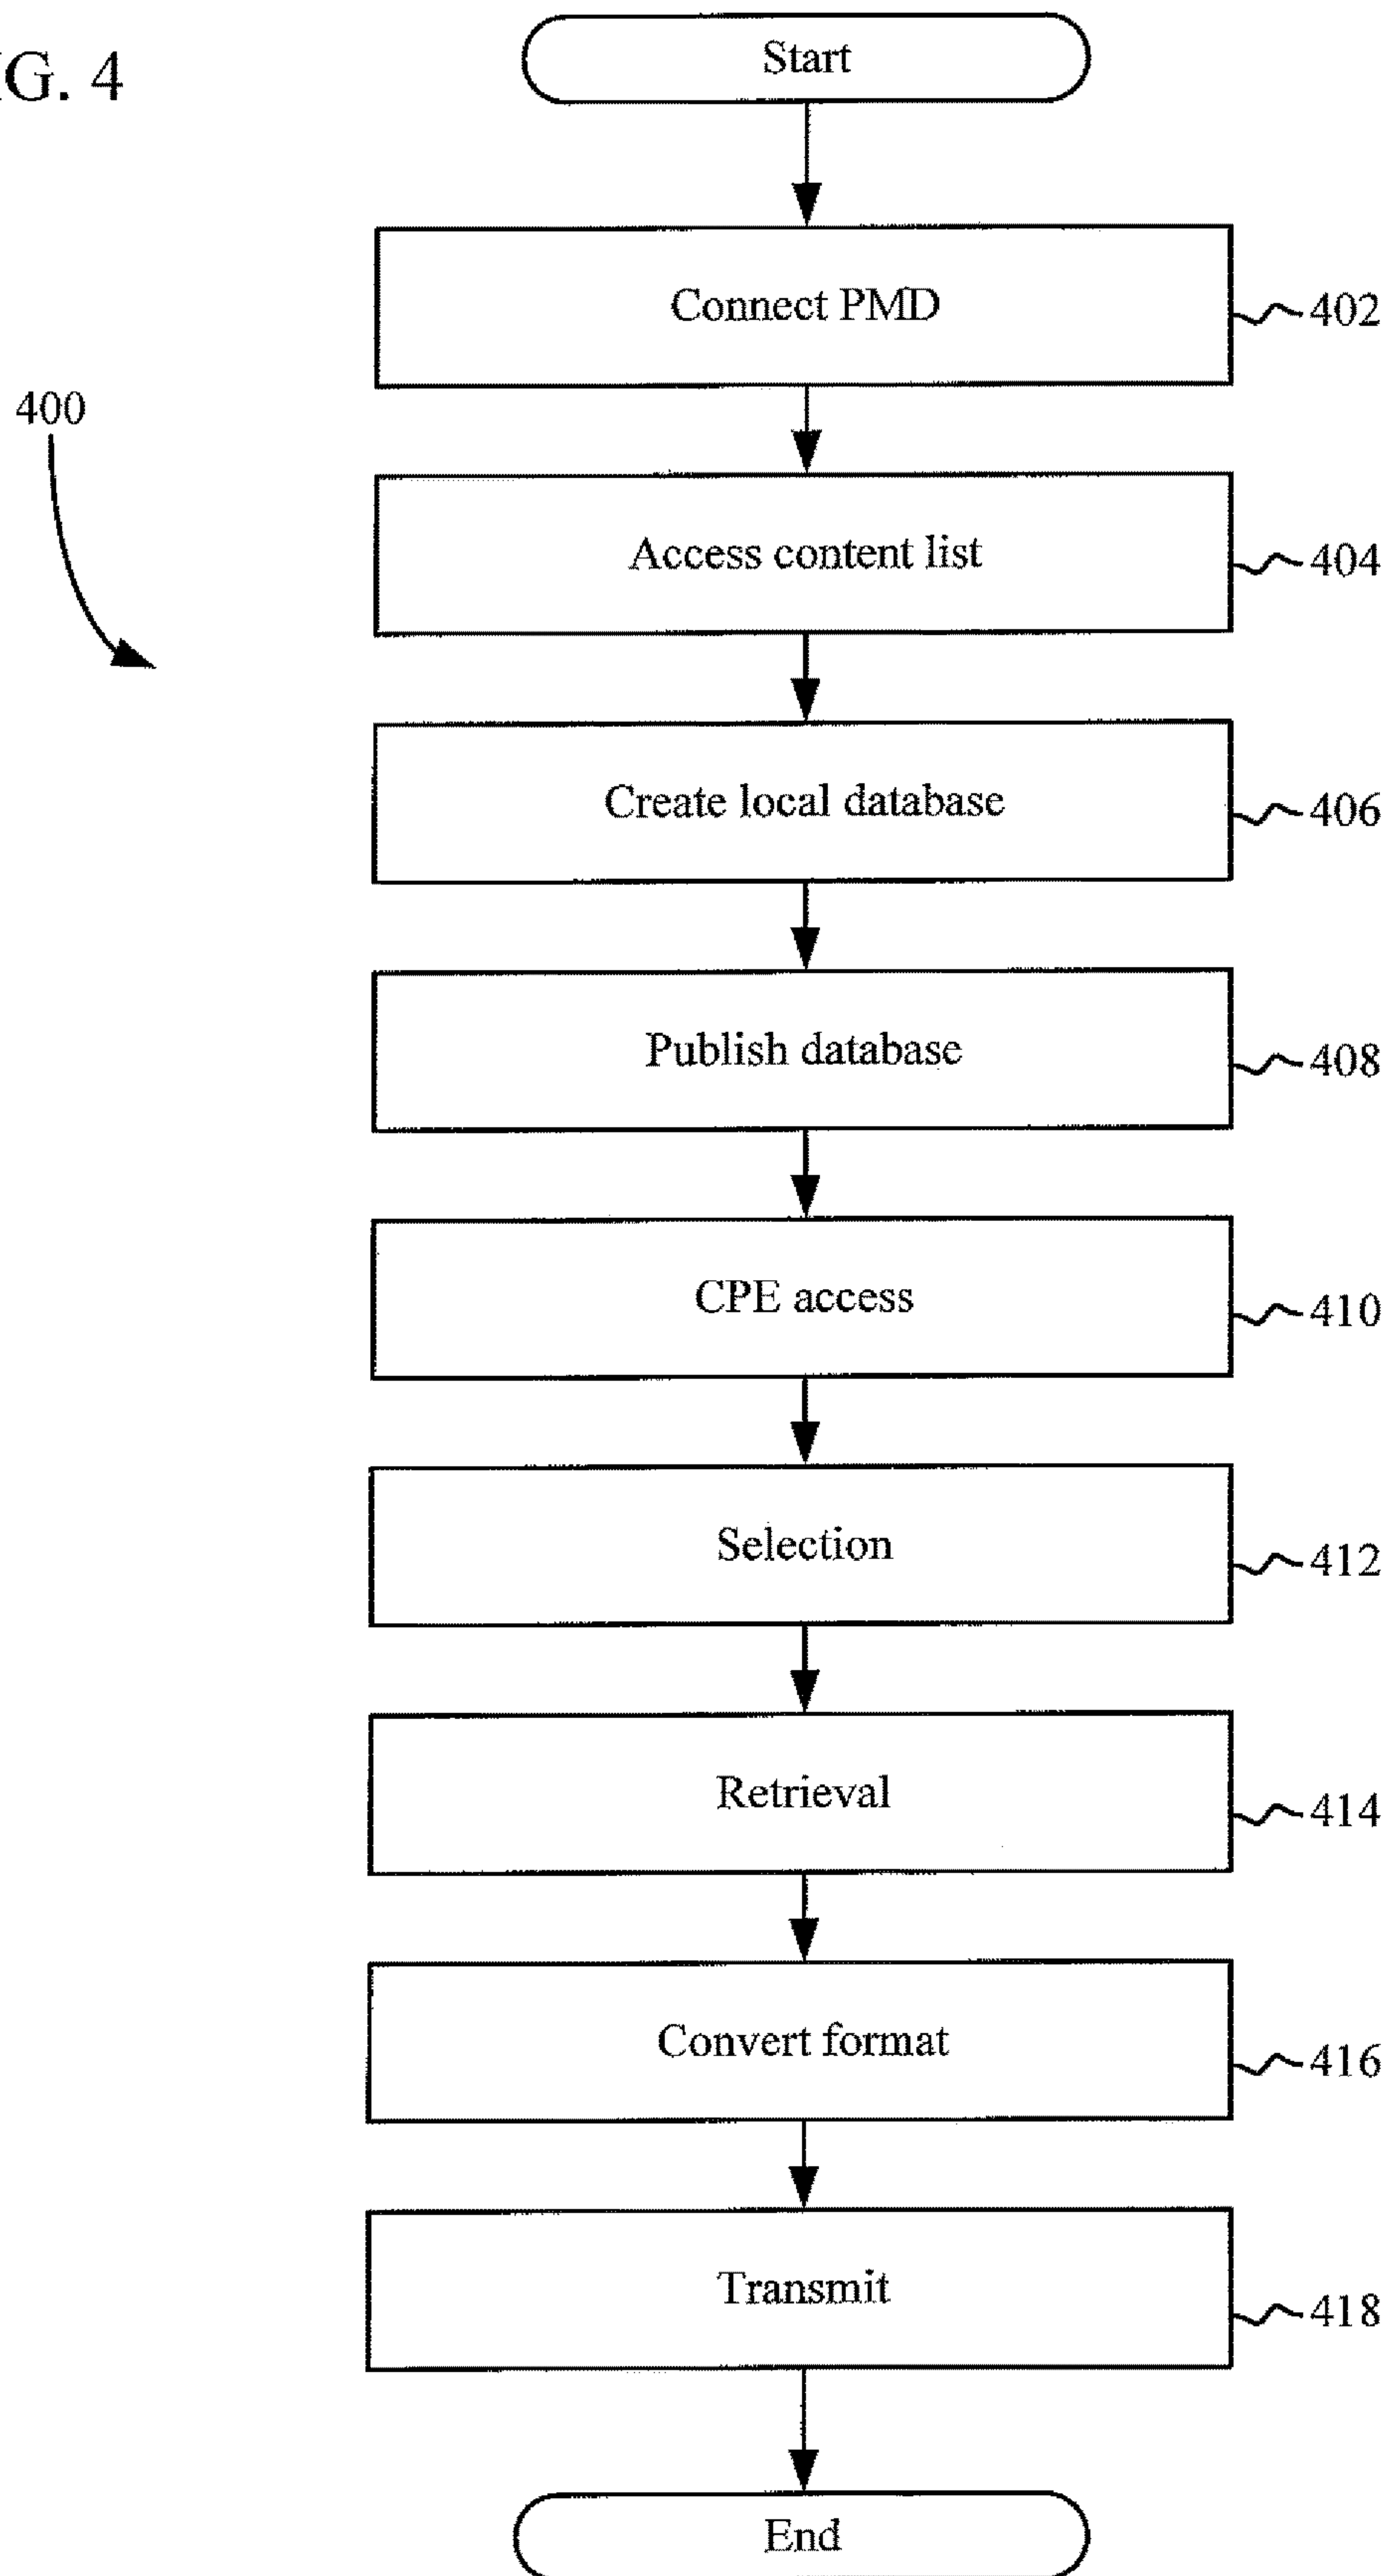 G. 4
Start
Connect PMD
402
400
Access content list
404
Create local database
406
Publish database
408
CPE access
410
Selection
412
Retrieval
414
Convert format
416
Transmit
418
End